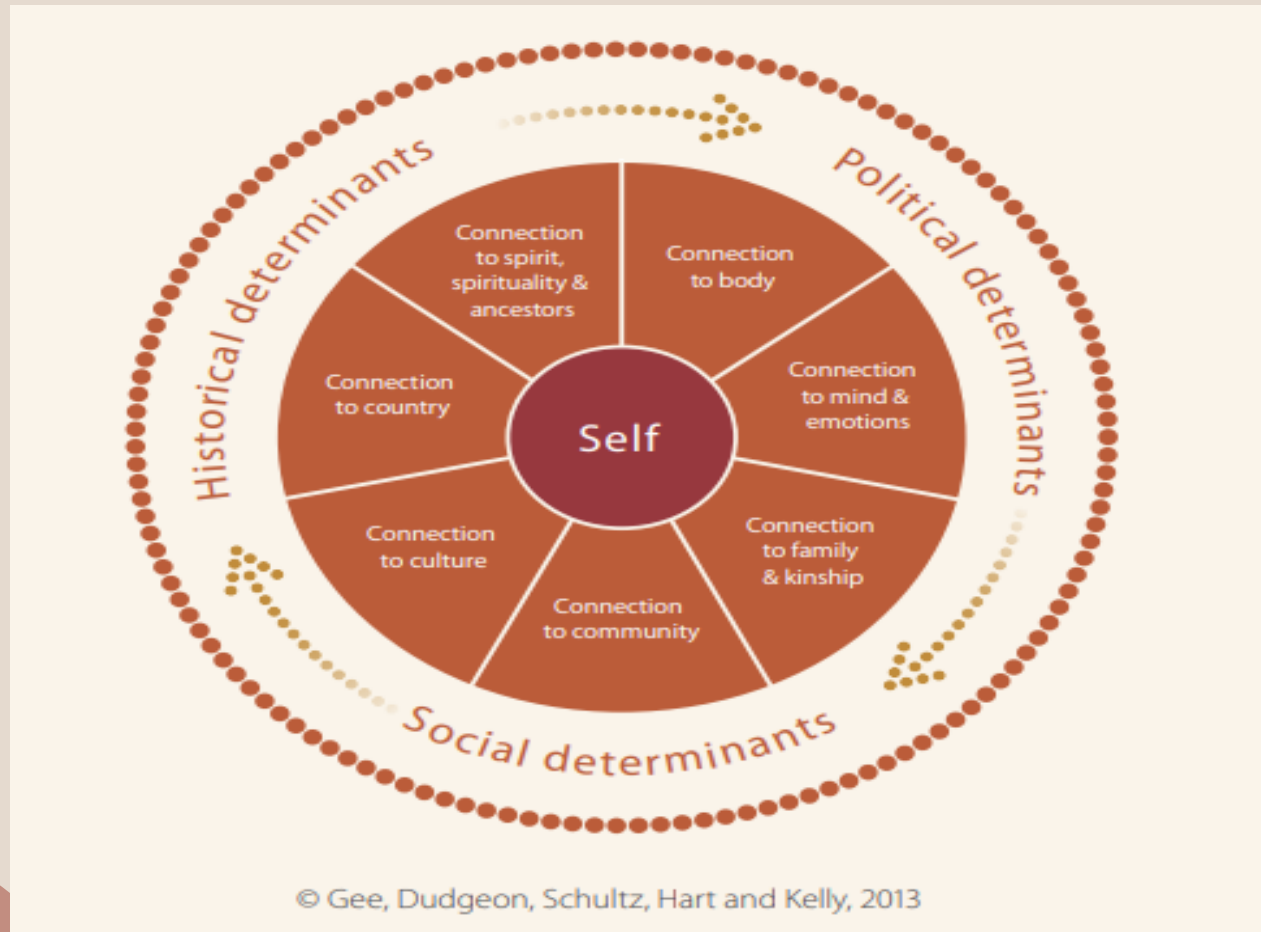 Historical determinants
Political determinants
Social determinants
Connection
to spirit,
spirituality &
ancestors
Connection
to body
Connection
to mind &
emotions
Connection
to family
& kinship
Connection
to community
Connection
to culture
Connection
to country
Self
© Gee, Dudgeon, Schultz, Hart and Kelly, 2013